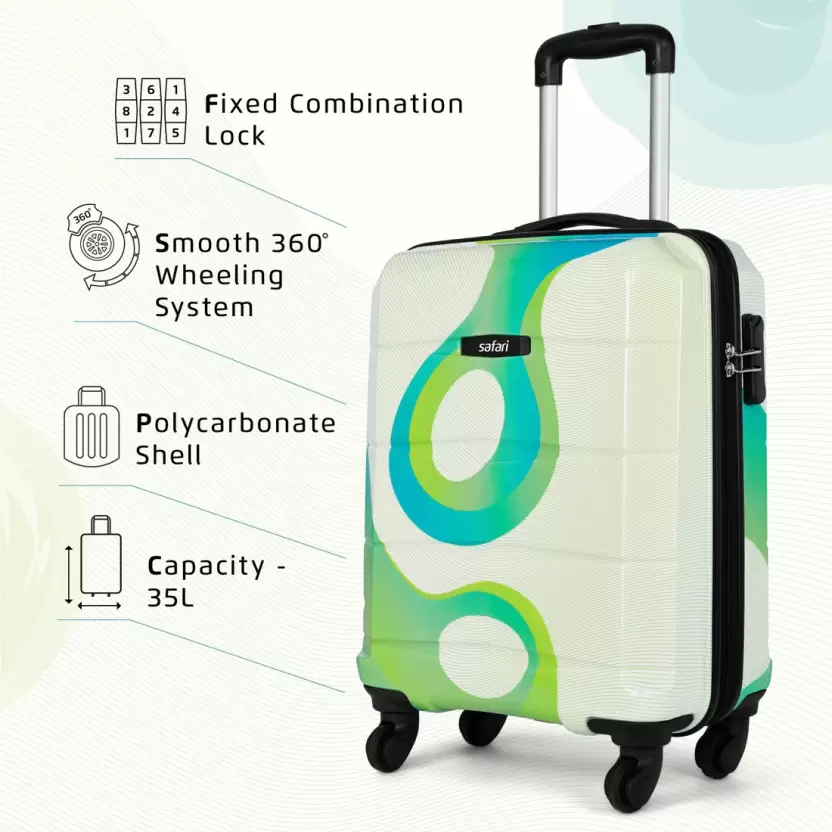 3 6 1
8 2 4
1 7 5
Fixed Combination
Lock
360°
Smooth 360°
Wheeling
System
safari
Polycarbonate
Shell
Capacity -
35L